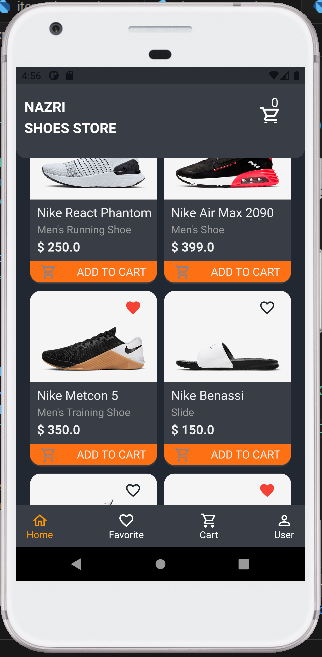 4:56
NAZRI
SHOES STORE
0
Nike React Phantom
Men's Running Shoe
$ 250.0
ADD TO CART
Nike Air Max 2090
Men's Shoe
$ 399.0
ADD TO CART
Nike Metcon 5
Men's Training Shoe
$ 350.0
ADD TO CART
Nike Benassi
Slide
$ 150.0
ADD TO CART
Home
Favorite
Cart
User